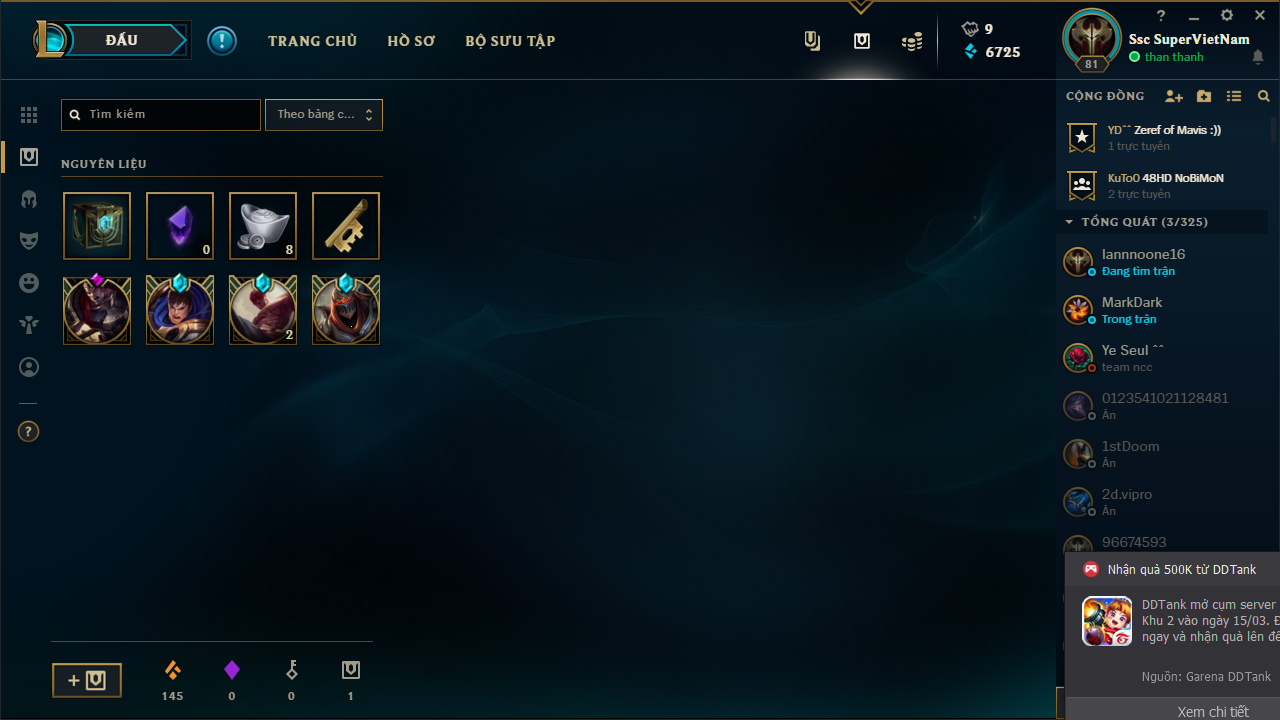 ĐẤU
TRANG CHỦ
HỒ SƠ
BỘ SƯU TẬP
9
6725
81
Ssc SuperVietNam
than thanh
Tìm kiếm
Theo bảng c...
NGUYÊN LIỆU
0
8
2
CỘNG ĐỒNG
YDˆˆ Zeref of Mavis :))
1 trực tuyến
KuTo0 48HD NoBiMoN
2 trực tuyến
TỔNG QUÁT (3/325)
lannnoone16
Đang tìm trận
MarkDark
Trong trận
Ye Seul ˆˆ
team ncc
0123541021128481
Ẩn
1stDoom
Ẩn
2d.vipro
Ẩn
96674593
Nhận quà 500K từ DDTank
DDTank mở cụm server
Khu 2 vào ngày 15/03. Đ
ngay và nhận quà lên đế
Nguồn: Garena DDTank
Xem chi tiết
+
145
0
0
1